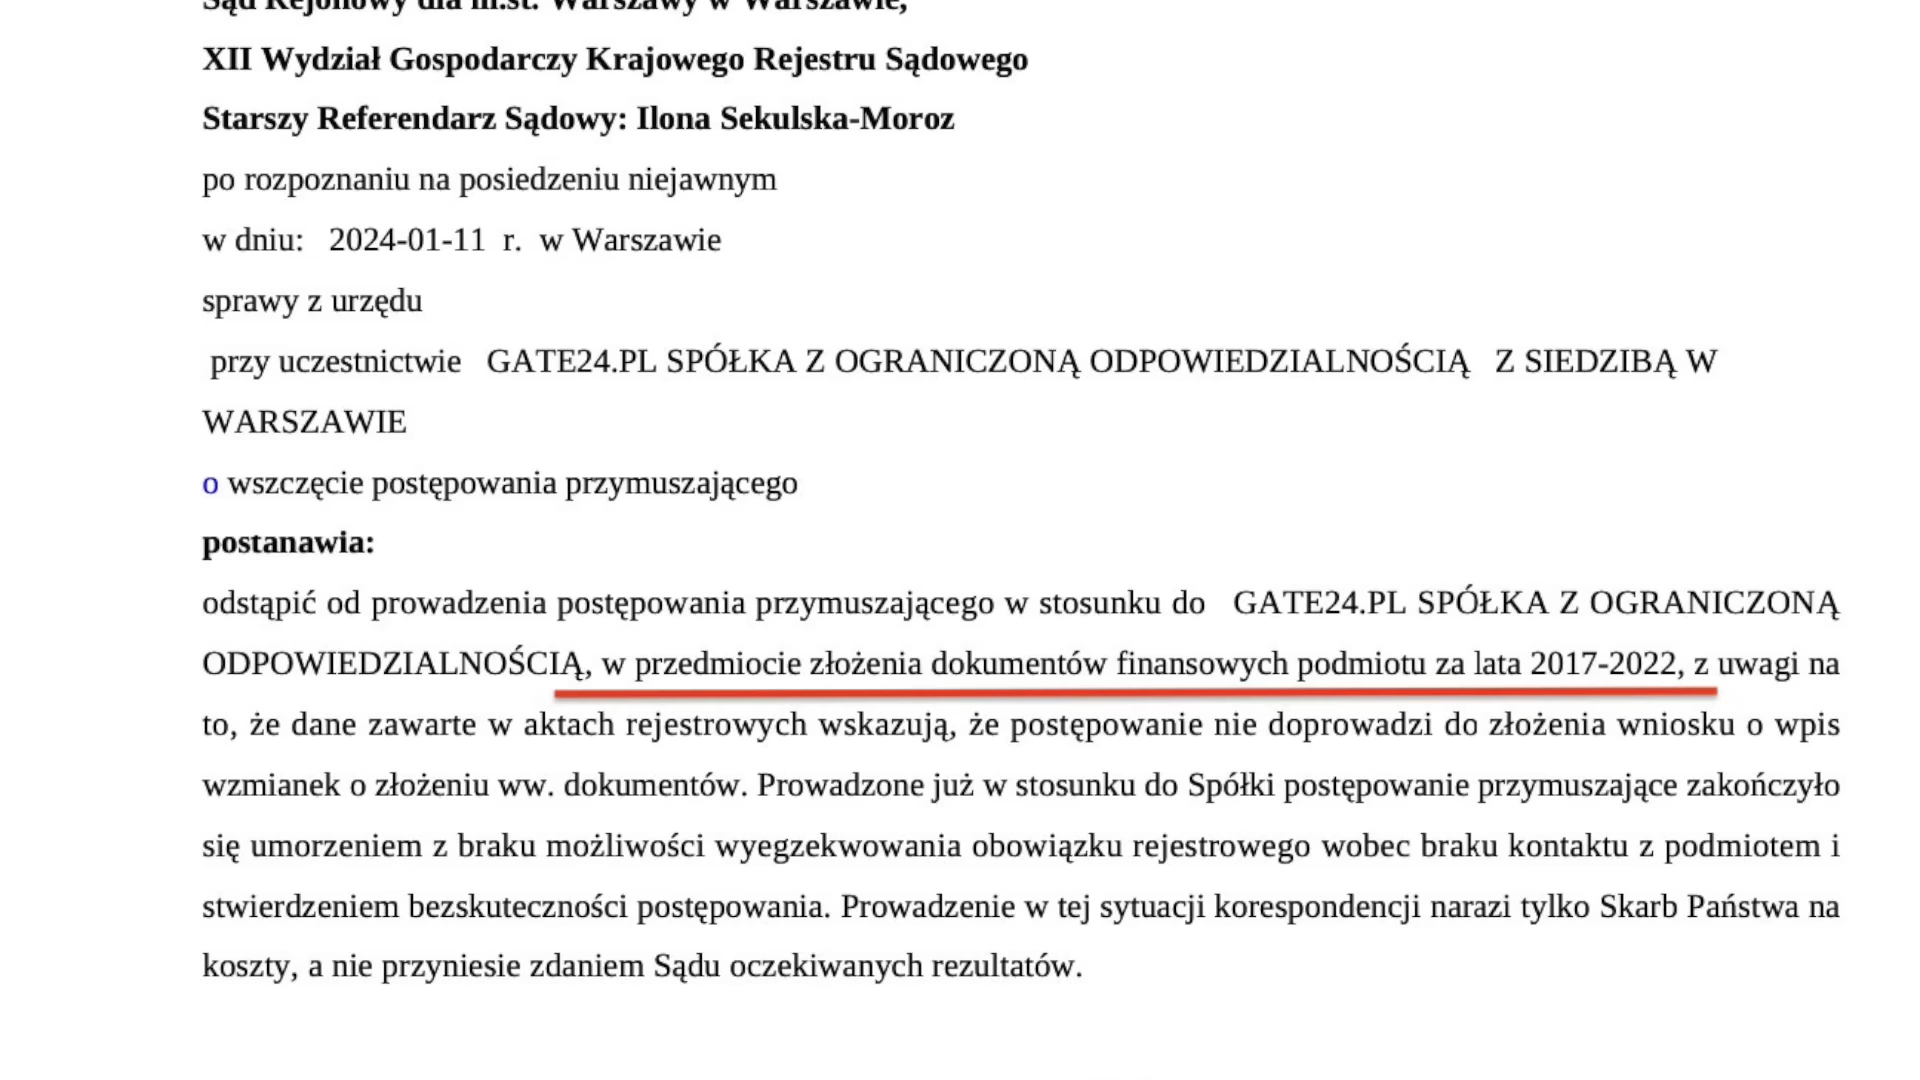 Sąd Rejonowy dla m.st. Warszawy w Warszawie,
XII Wydział Gospodarczy Krajowego Rejestru Sądowego
Starszy Referendarz Sądowy: Ilona Sekulska-Moroz
po rozpoznaniu na posiedzeniu niejawnym
w dniu: 2024-01-11 r. w Warszawie
sprawy z urzędu
przy uczestnictwie GATE24.PL SPÓŁKA Z OGRANICZONĄ ODPOWIEDZIALNOŚCIĄ Z SIEDZIBĄ W
WARSZAWIE
o wszczęcie postępowania przymuszającego
postanawia:
odstąpić od prowadzenia postępowania przymuszającego w stosunku do GATE24.PL SPÓŁKA Z OGRANICZONĄ
ODPOWIEDZIALNOŚCIĄ, w przedmiocie złożenia dokumentów finansowych podmiotu za lata 2017-2022, z uwagi na
to, że dane zawarte w aktach rejestrowych wskazują, że postępowanie nie doprowadzi do złożenia wniosku o wpis
wzmianek o złożeniu ww. dokumentów. Prowadzone już w stosunku do Spółki postępowanie przymuszające zakończyło
się umorzeniem z braku możliwości wyegzekwowania obowiązku rejestrowego wobec braku kontaktu z podmiotem i
stwierdzeniem bezskuteczności postępowania. Prowadzenie w tej sytuacji korespondencji narazi tylko Skarb Państwa na
koszty, a nie przyniesie zdaniem Sądu oczekiwanych rezultatów.